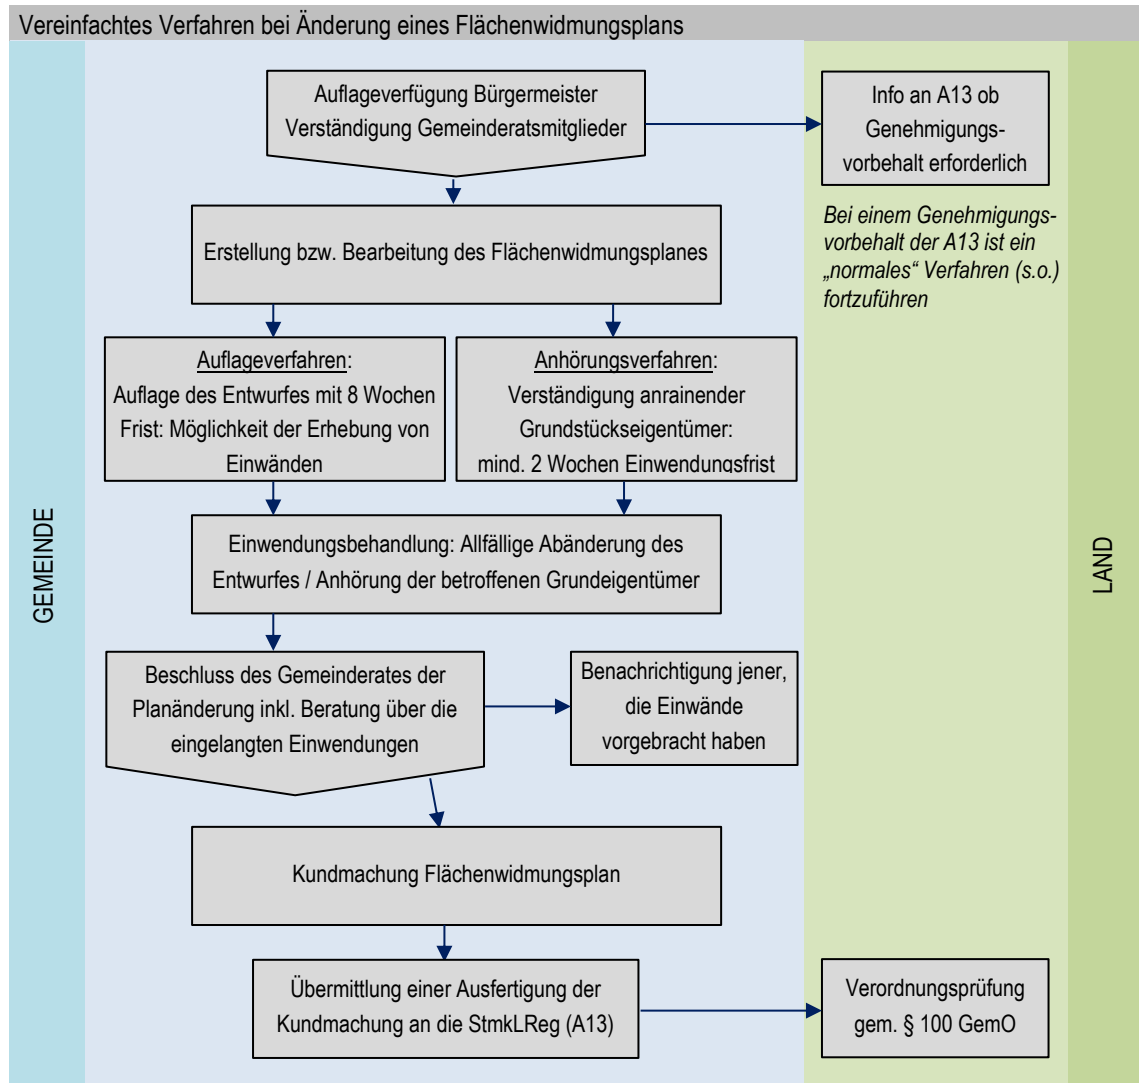 Vereinfachtes Verfahren bei Änderung eines Flächenwidmungsplans
Auflageverfügung Bürgermeister
Verständigung Gemeinderatsmitglieder
Info an A13 ob
Genehmigungs-
vorbehalt erforderlich
Bei einem Genehmigungs-
vorbehalt der A13 ist ein
„normales“ Verfahren (s.o.)
fortzuführen
Erstellung bzw. Bearbeitung des Flächenwidmungsplanes
Auflageverfahren:
Auflage des Entwurfes mit 8 Wochen
Frist: Möglichkeit der Erhebung von
Einwänden
Anhörungsverfahren:
Verständigung anrainender
Grundstückseigentümer:
mind. 2 Wochen Einwendungsfrist
Einwendungsbehandlung: Allfällige Abänderung des
Entwurfes / Anhörung der betroffenen Grundeigentümer
Beschluss des Gemeinderates der
Planänderung inkl. Beratung über die
eingelangten Einwendungen
Benachrichtigung jener,
die Einwände
vorgebracht haben
Kundmachung Flächenwidmungsplan
Übermittlung einer Ausfertigung der
Kundmachung an die StmkLReg (A13)
Verordnungsprüfung
gem. § 100 GemO
GEMEINDE
LAND